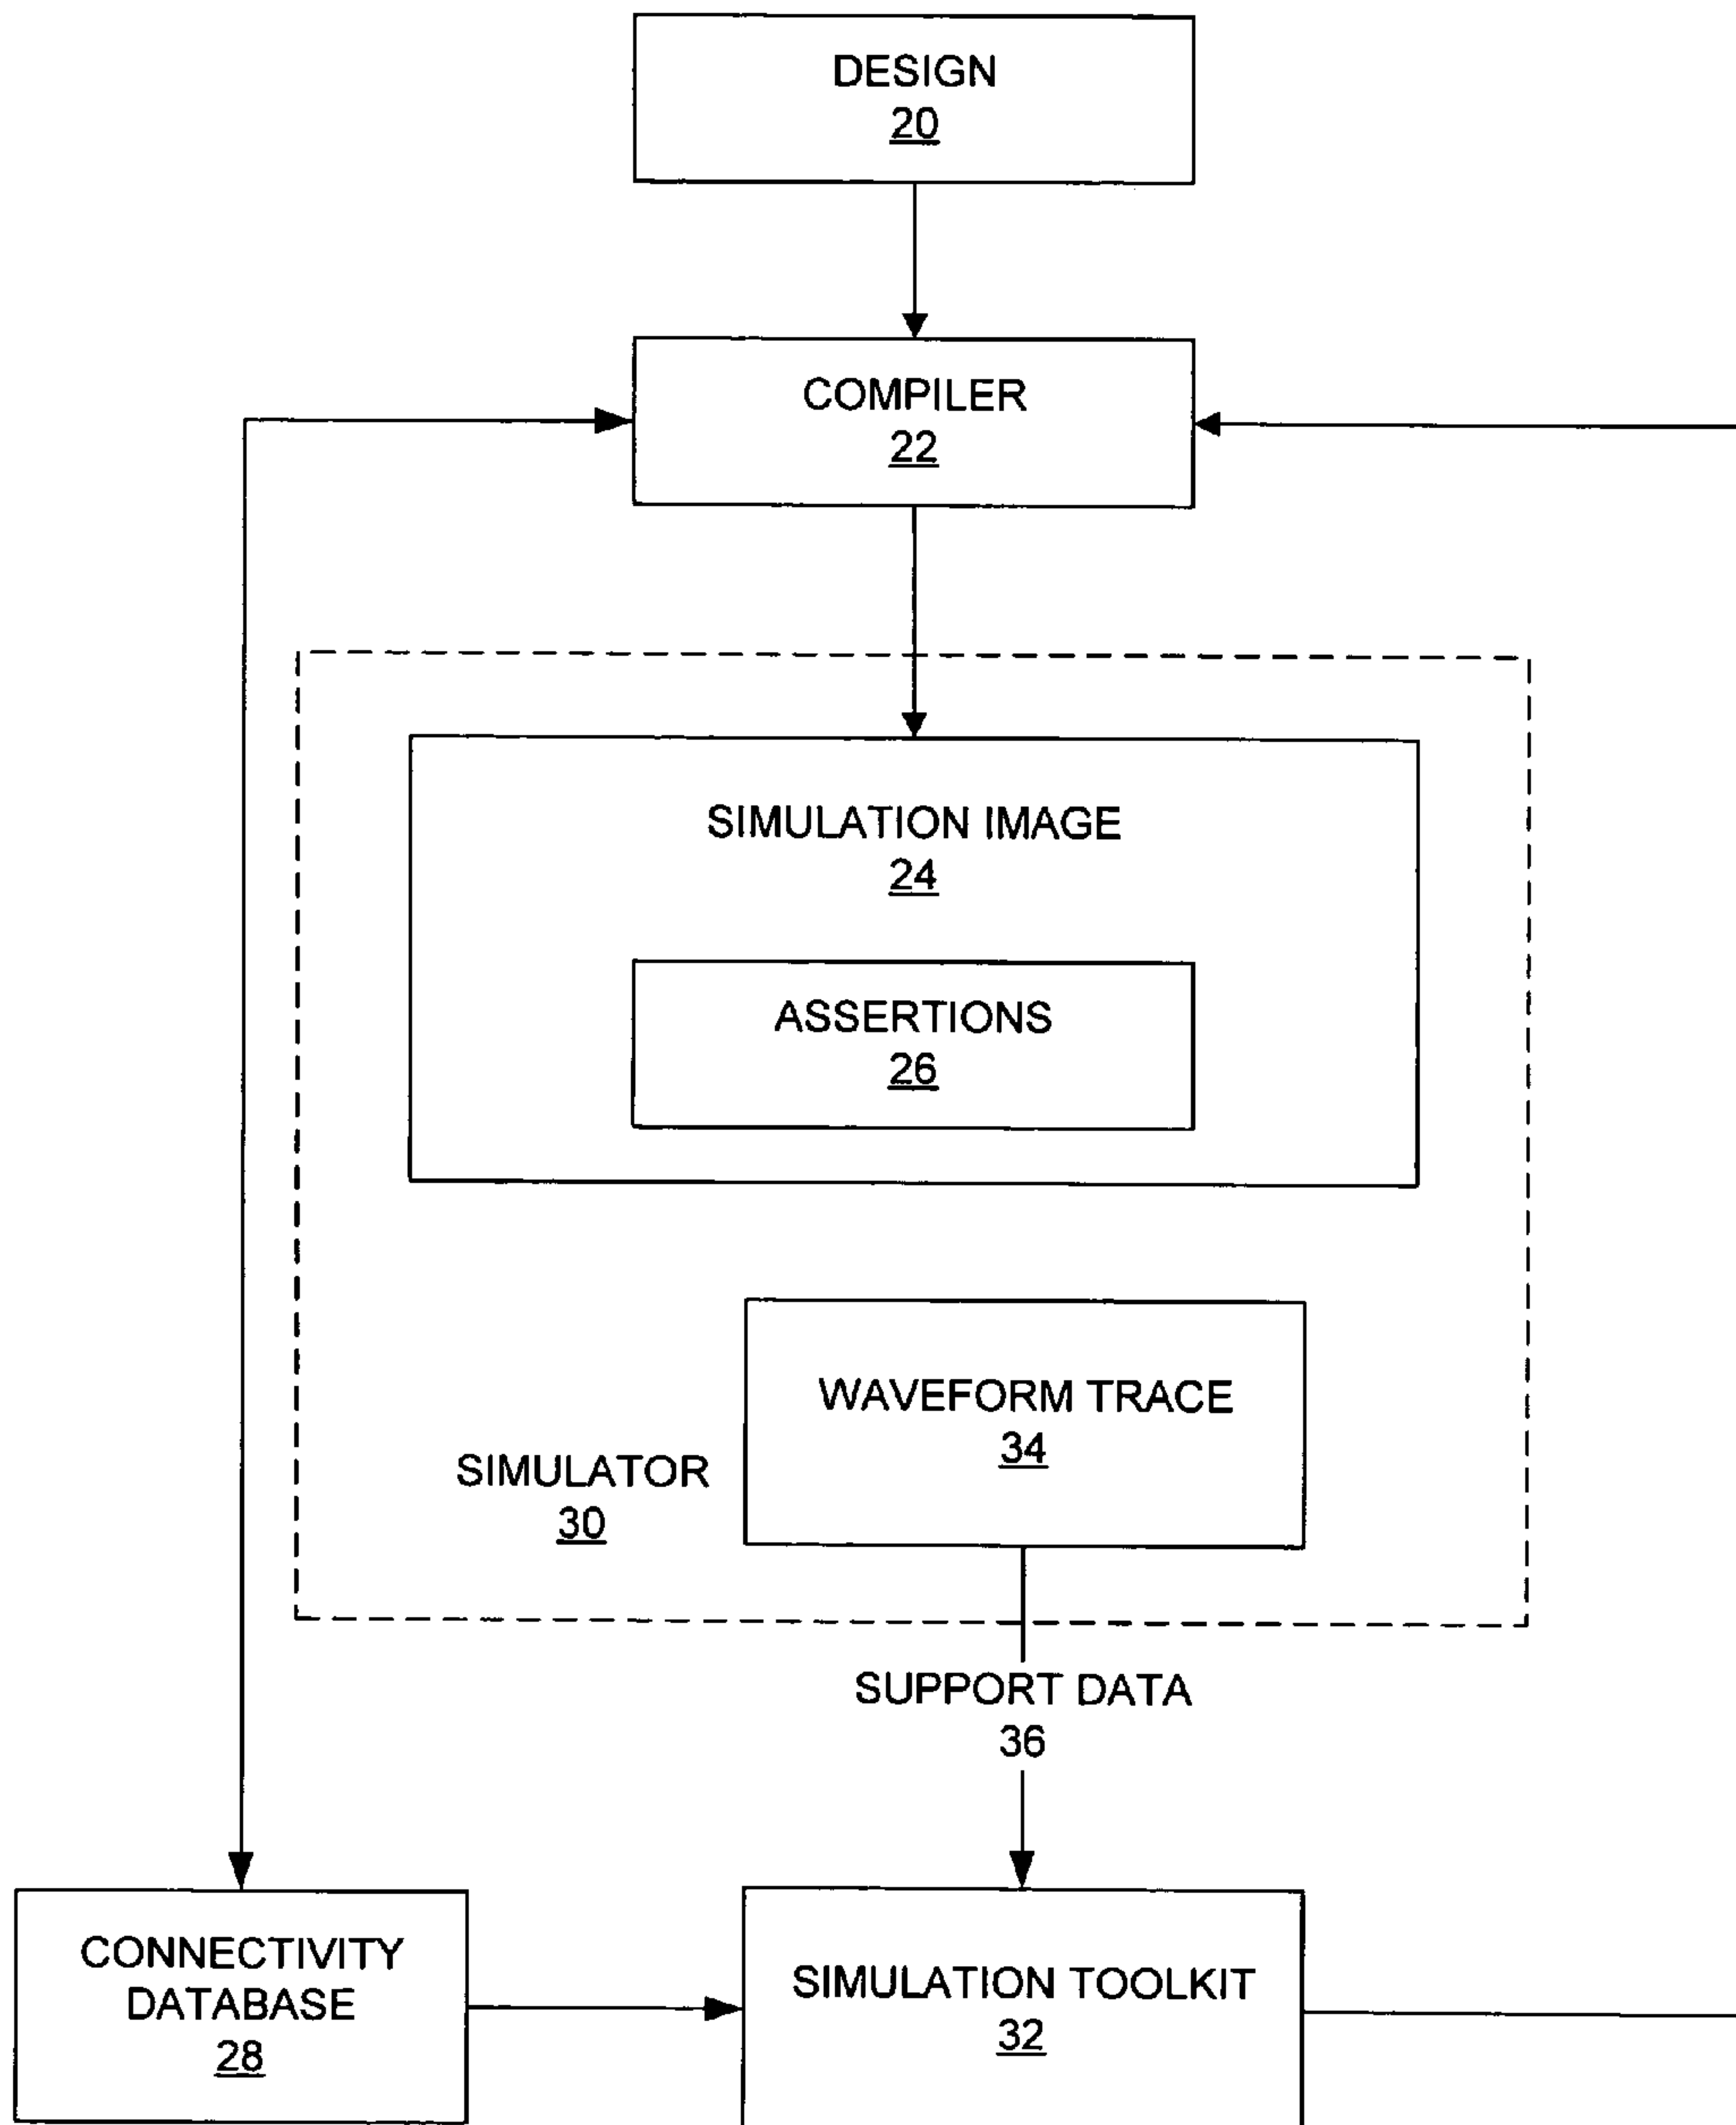 DESIGN
20
COMPILER
22
SIMULATION IMAGE
24
ASSERTIONS
26
WAVEFORM TRACE
34
SIMULATOR
30
SUPPORT DATA
36
CONNECTIVITY
DATABASE
28
SIMULATION TOOLKIT
32